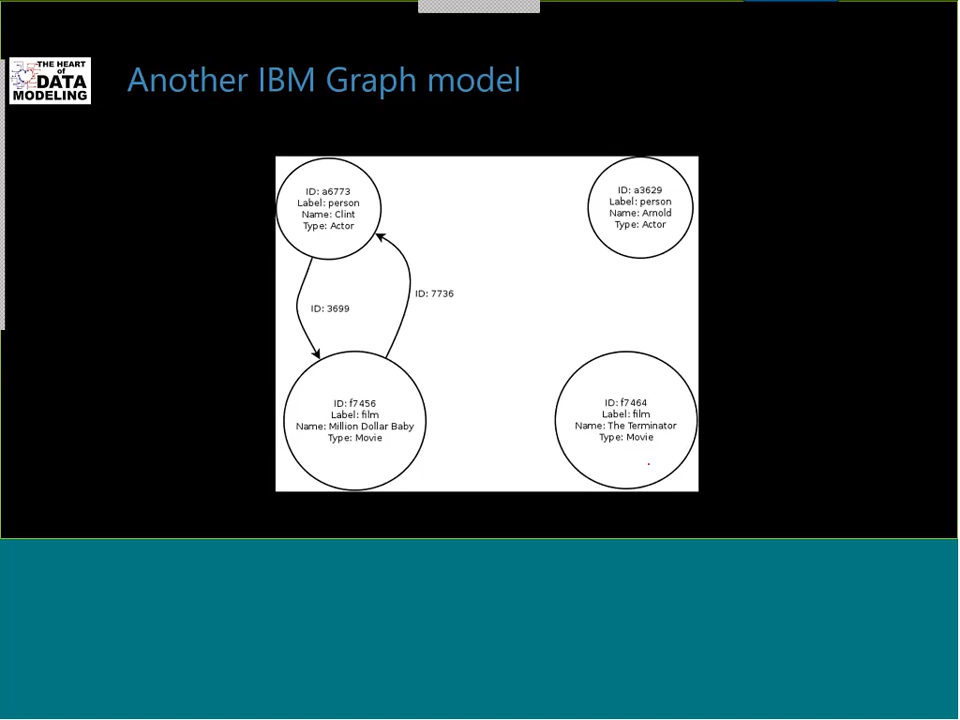 THE HEART
of
DATA
MODELING
Another IBM Graph model
ID: a6773
Label: person
Name: Clint
Type: Actor
ID: a3629
Label: person
Name: Arnold
Type: Actor
ID: 7736
ID: 3699
ID: f7456
Label: film
Name: Million Dollar Baby
Type: Movie
ID: f7464
Label: film
Name: The Terminator
Type: Movie